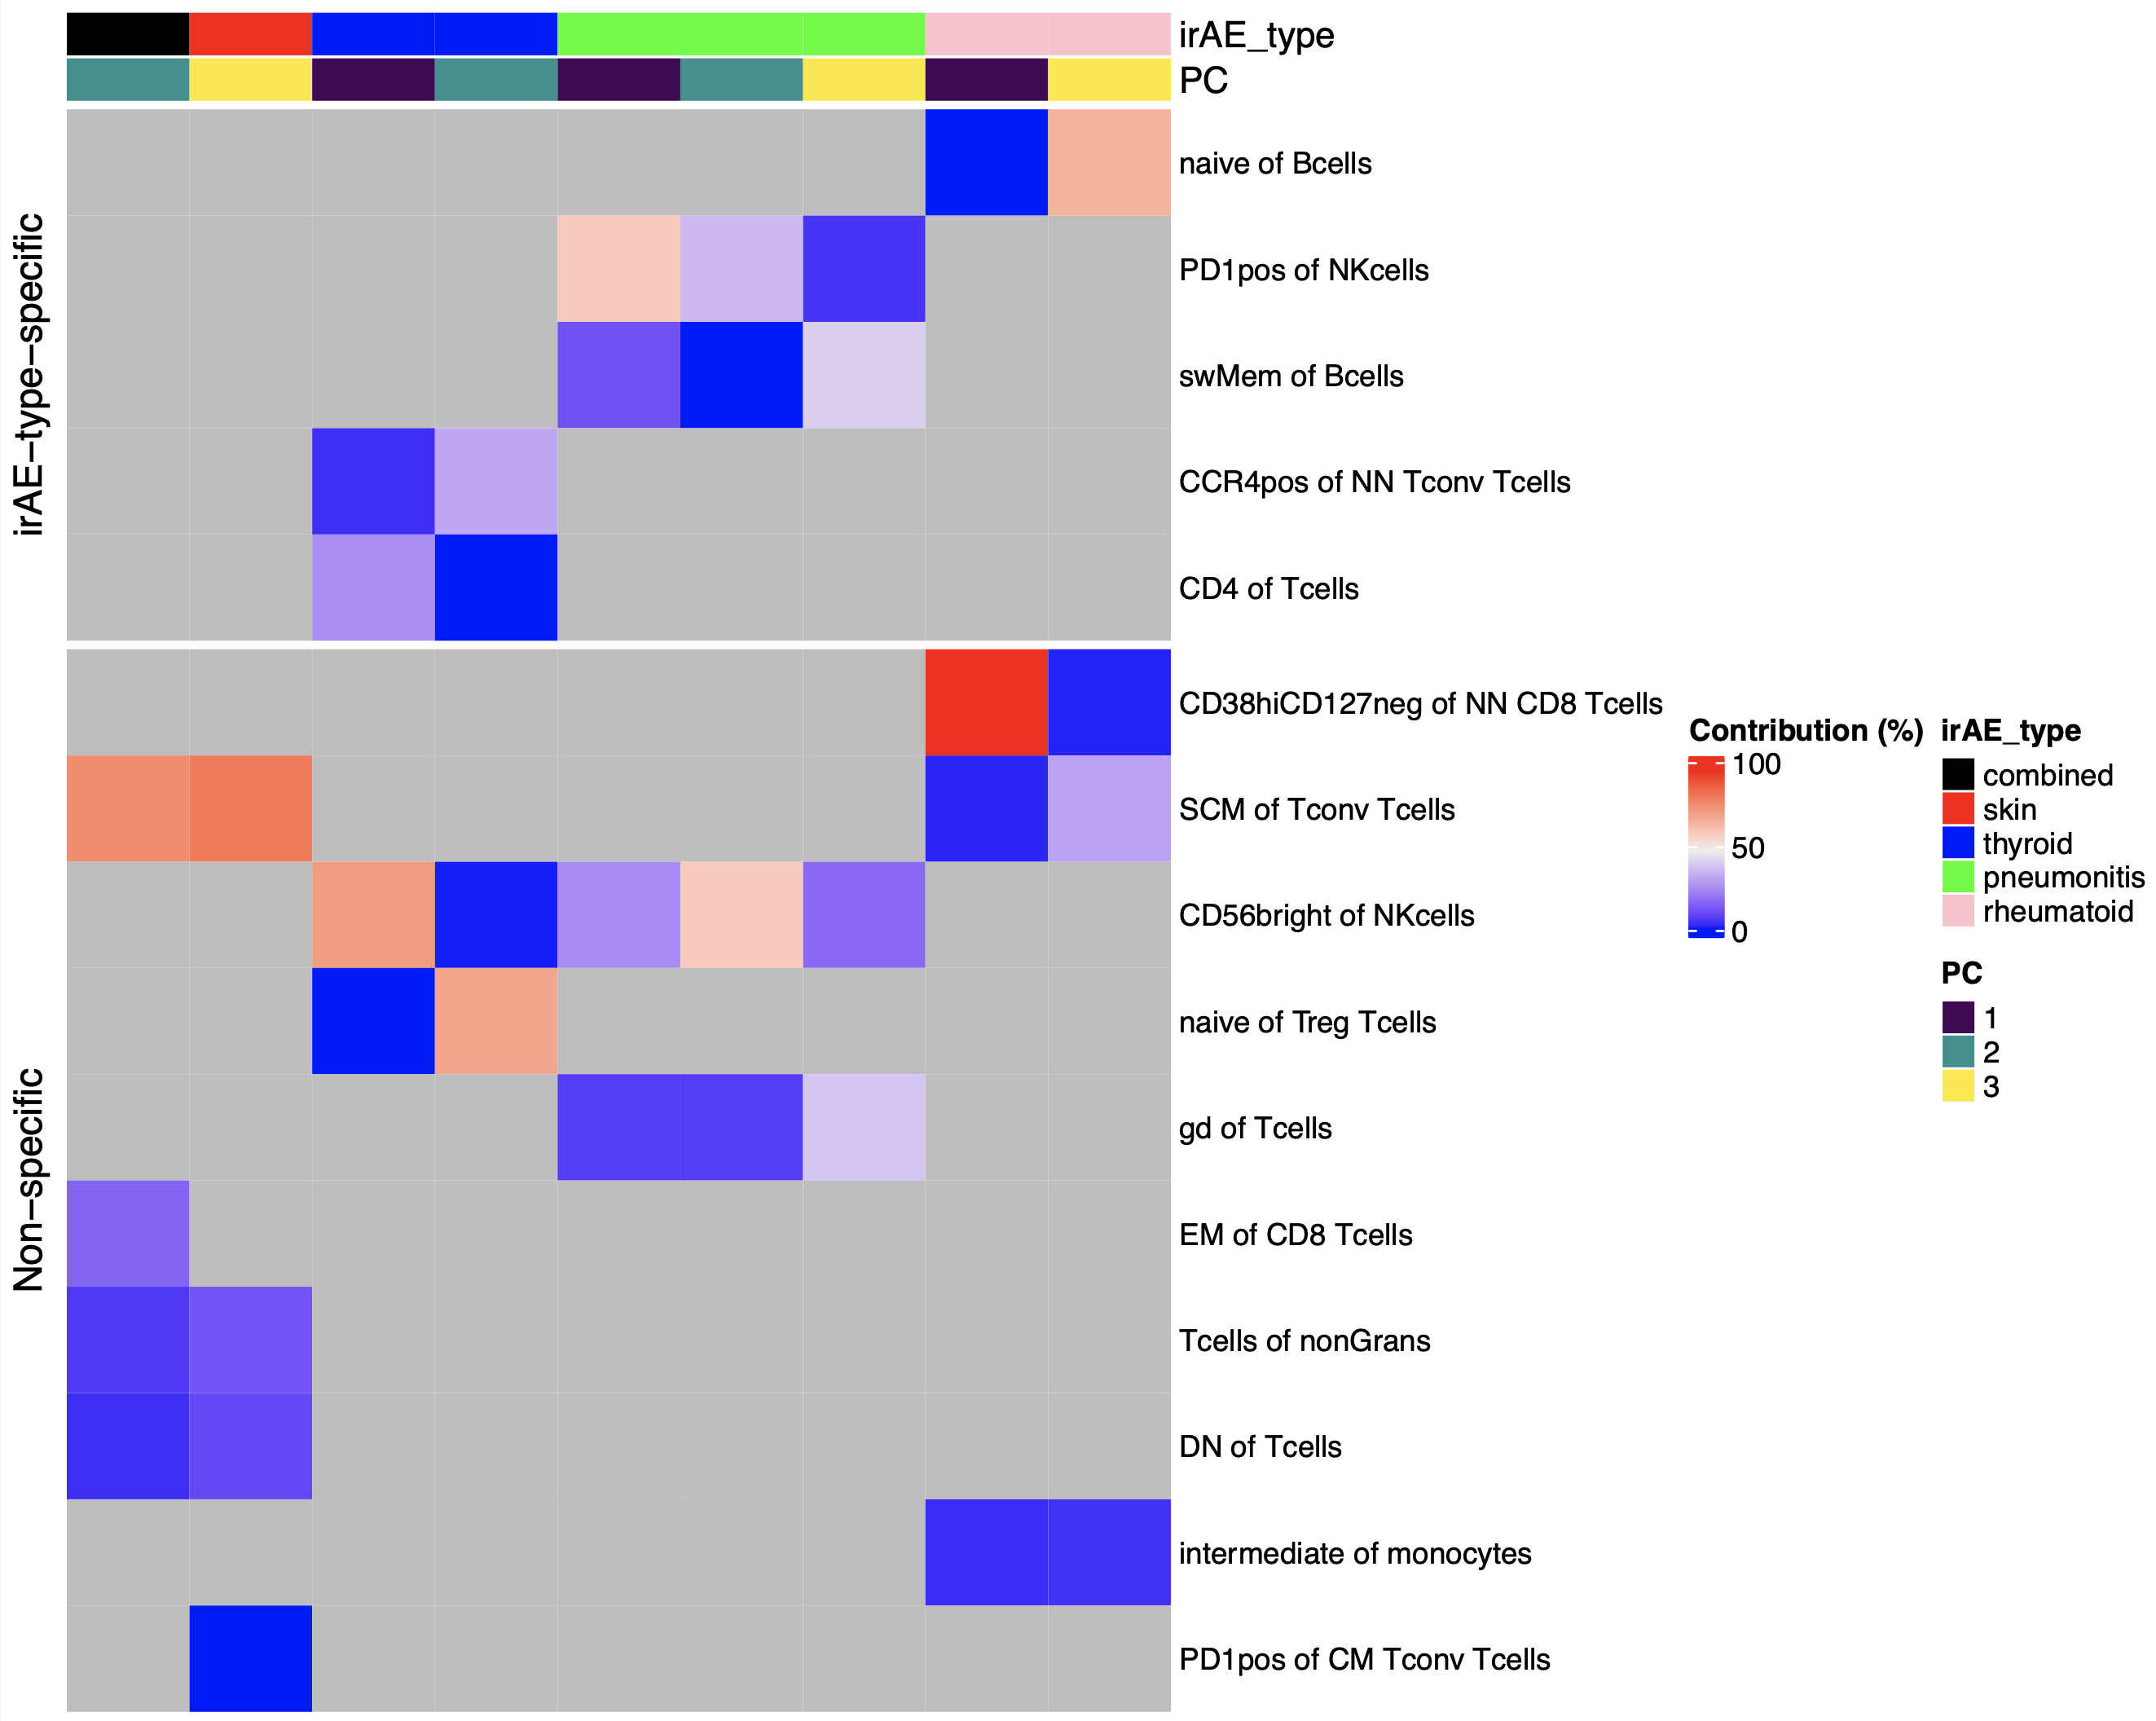 irAE_type
PC
irAE−type−specific
naive of Bcells
PD1pos of NKcells
swMem of Bcells
CCR4pos of NN Tconv Tcells
CD4 of Tcells
Non−specific
CD38hiCD127neg of NN CD8 Tcells
SCM of Tconv Tcells
CD56bright of NKcells
naive of Treg Tcells
gd of Tcells
EM of CD8 Tcells
Tcells of nonGrans
DN of Tcells
intermediate of monocytes
PD1pos of CM Tconv Tcells
Contribution (%)
100
50
0
irAE_type
combined
skin
thyroid
pneumonitis
rheumatoid
PC
1
2
3